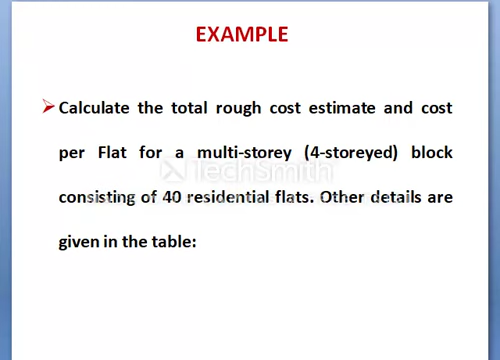 EXAMPLE
➢ Calculate the total rough cost estimate and cost
per Flat for a multi-storey (4-storeyed) block
TechSmith
consisting of 40 residential flats. Other details are
given in the table: